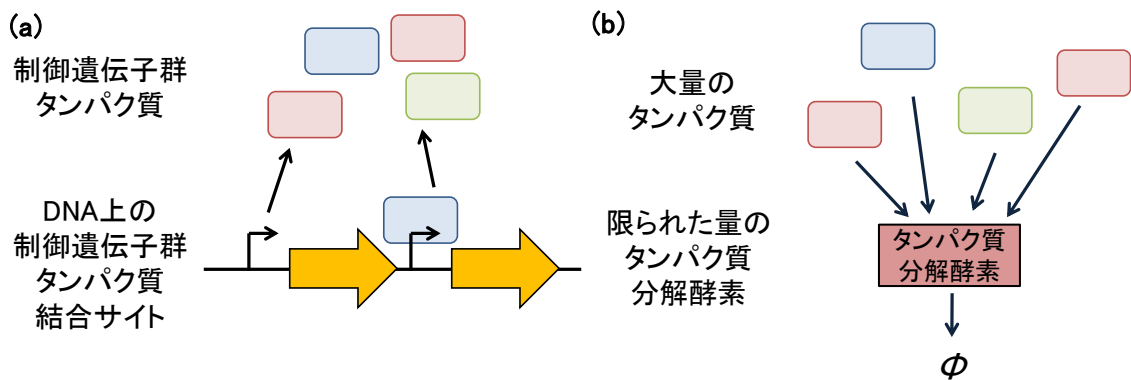 (a)
制御遺伝子群
タンパク質
DNA上の
制御遺伝子群
タンパク質
結合サイト
(b)
大量の
タンパク質
限られた量の
タンパク質
分解酵素
タンパク質
分解酵素
Φ